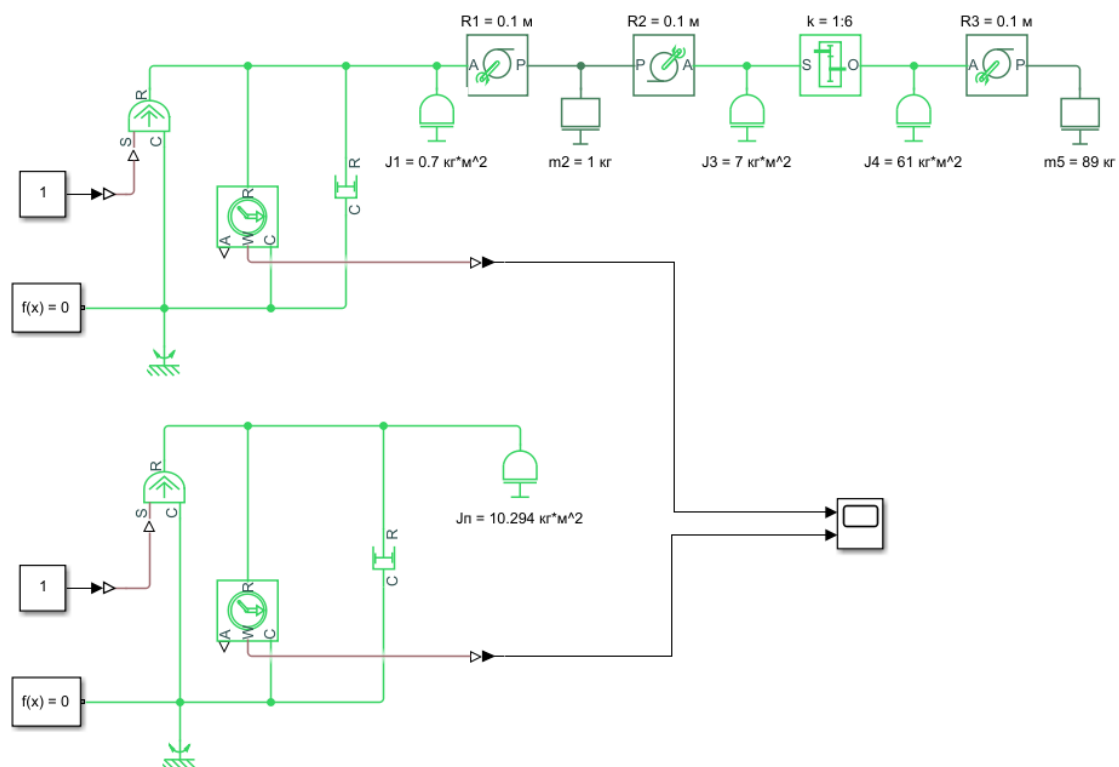 R1 = 0.1 м
R2 = 0.1 м
k = 1:6
R3 = 0.1 м
A
P
P
A
S
O
A
P
R
S
C
J1 = 0.7 кг*м^2
m2 = 1 кг
J3 = 7 кг*м^2
J4 = 61 кг*м^2
m5 = 89 кг
1
R
C
R
A
W
C
f(x) = 0
R
S
C
Jп = 10.294 кг*м^2
R
C
1
R
A
W
C
f(x) = 0